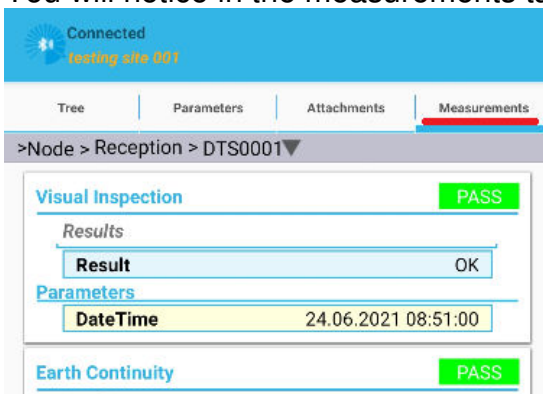 You will notice in the measurements ta
Connected
testing site 001
Tree Parameters Attachments Measurements
>Node > Reception > DTS0001▼
Visual Inspection PASS
Results
Result OK
Parameters
DateTime 24.06.2021 08:51:00
Earth Continuity PASS